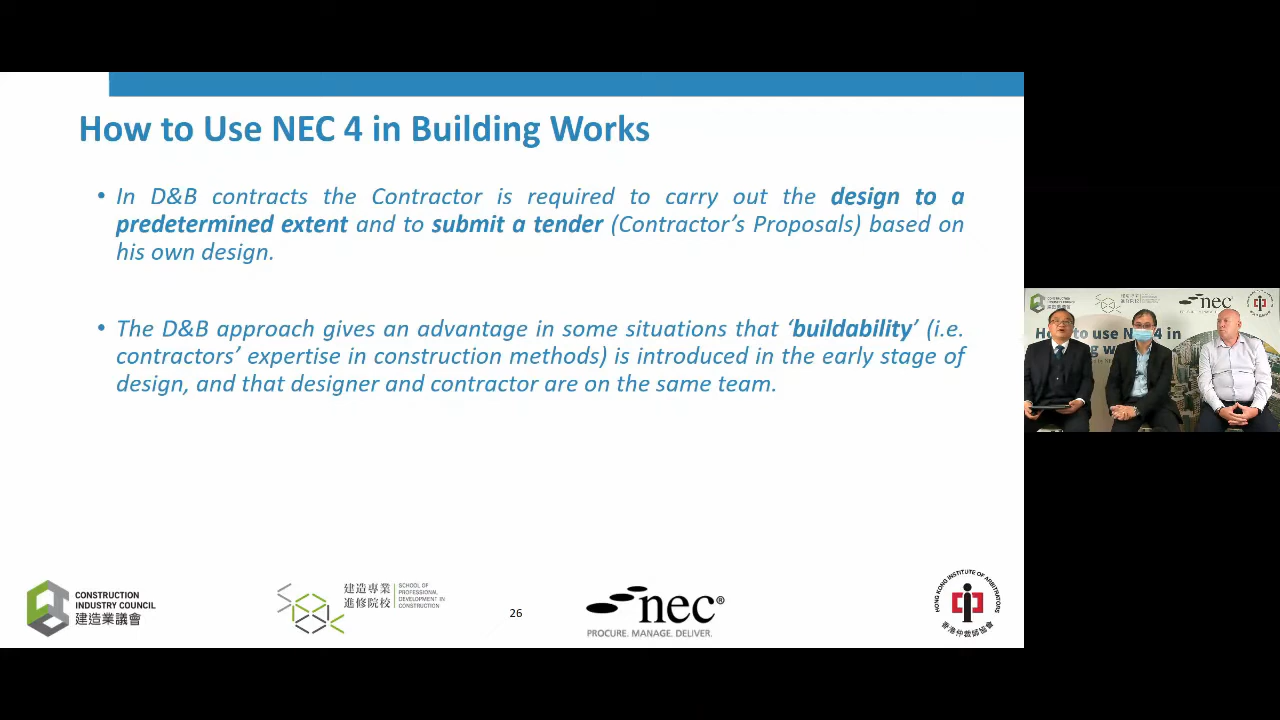 How to Use NEC 4 in Building Works
• In D&B contracts the Contractor is required to carry out the design to a
predetermined extent and to submit a tender (Contractor’s Proposals) based on
his own design.
• The D&B approach gives an advantage in some situations that ‘buildability’ (i.e.
contractors’ expertise in construction methods) is introduced in the early stage of
design, and that designer and contractor are on the same team.
CONSTRUCTION
INDUSTRY COUNCIL
建造業議會
建造專業
進修院校
SCHOOL OF
PROFESSIONAL
DEVELOPMENT IN
CONSTRUCTION
26
nec®
PROCURE. MANAGE. DELIVER.
HONG KONG INSTITUTE OF ARBITRATORS
香港仲裁師協會
nec
How to use NEC 4 in